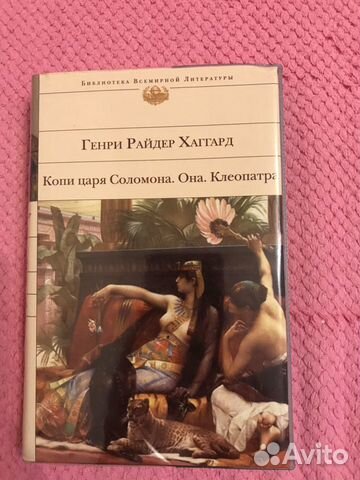 Библиотека Всемирной Литературы
Генри Райдер Хаггард
Копи царя Соломона. Она. Клеопатра
Avito